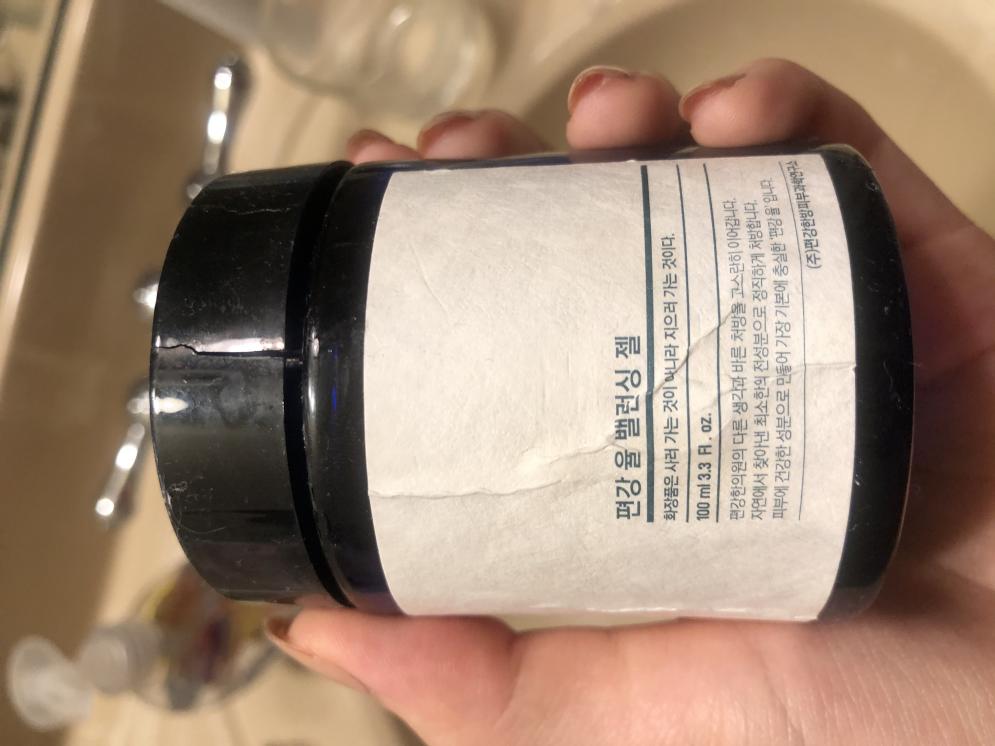 편강 율 밸런싱 젤
화장품은 사러 가는 것이 아니라 지으러 가는 것이다.
100 ml 3.3 Fl. oz.
편강한의원의 다른 생각과 바른 처방을 고스란히 이어갑니다.
자연에서 찾아낸 최소한의 전성분으로 정직하게 처방합니다.
피부에 건강한 성분으로 만들어 가장 기본에 충실한 '편강 율' 입니다.
(주)편강한방피부과학연구소